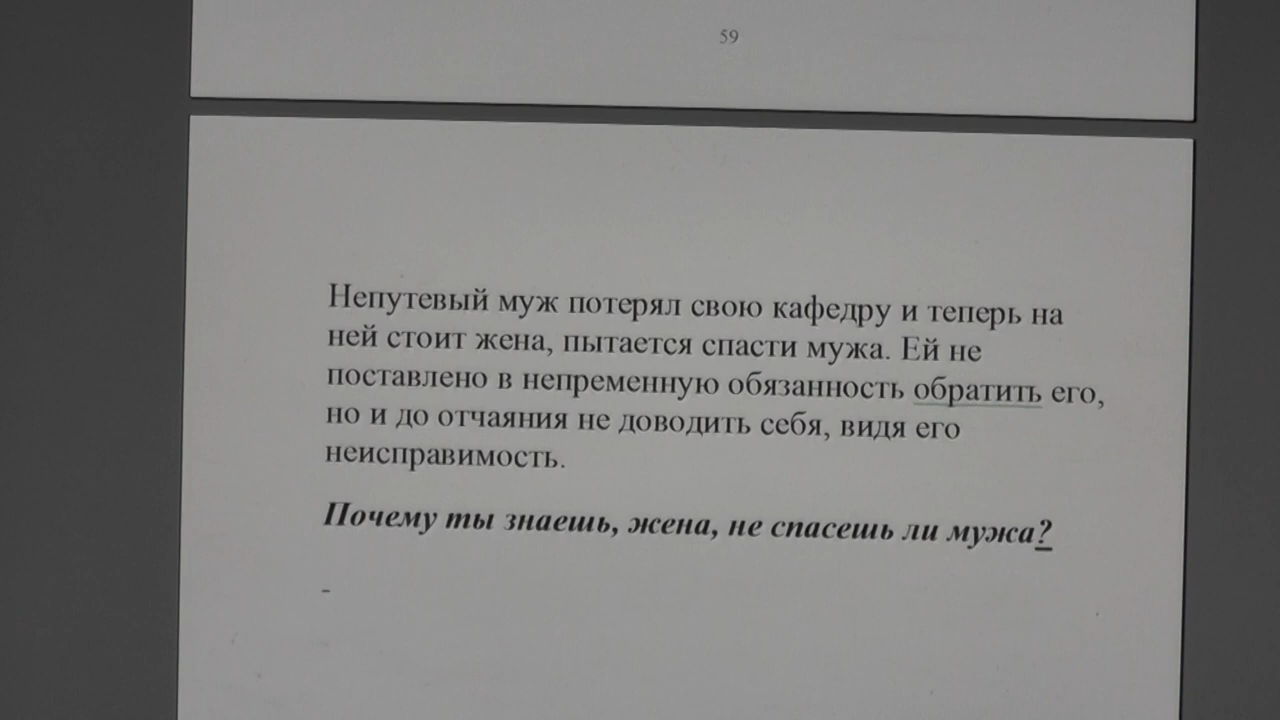 59
Непутевый муж потерял свою кафедру и теперь на
ней стоит жена, пытается спасти мужа. Ей не
поставлено в непременную обязанность обратить его,
но и до отчаяния не доводить себя, видя его
неисправимость.
Почему ты знаешь, жена, не спасешь ли мужа?
-